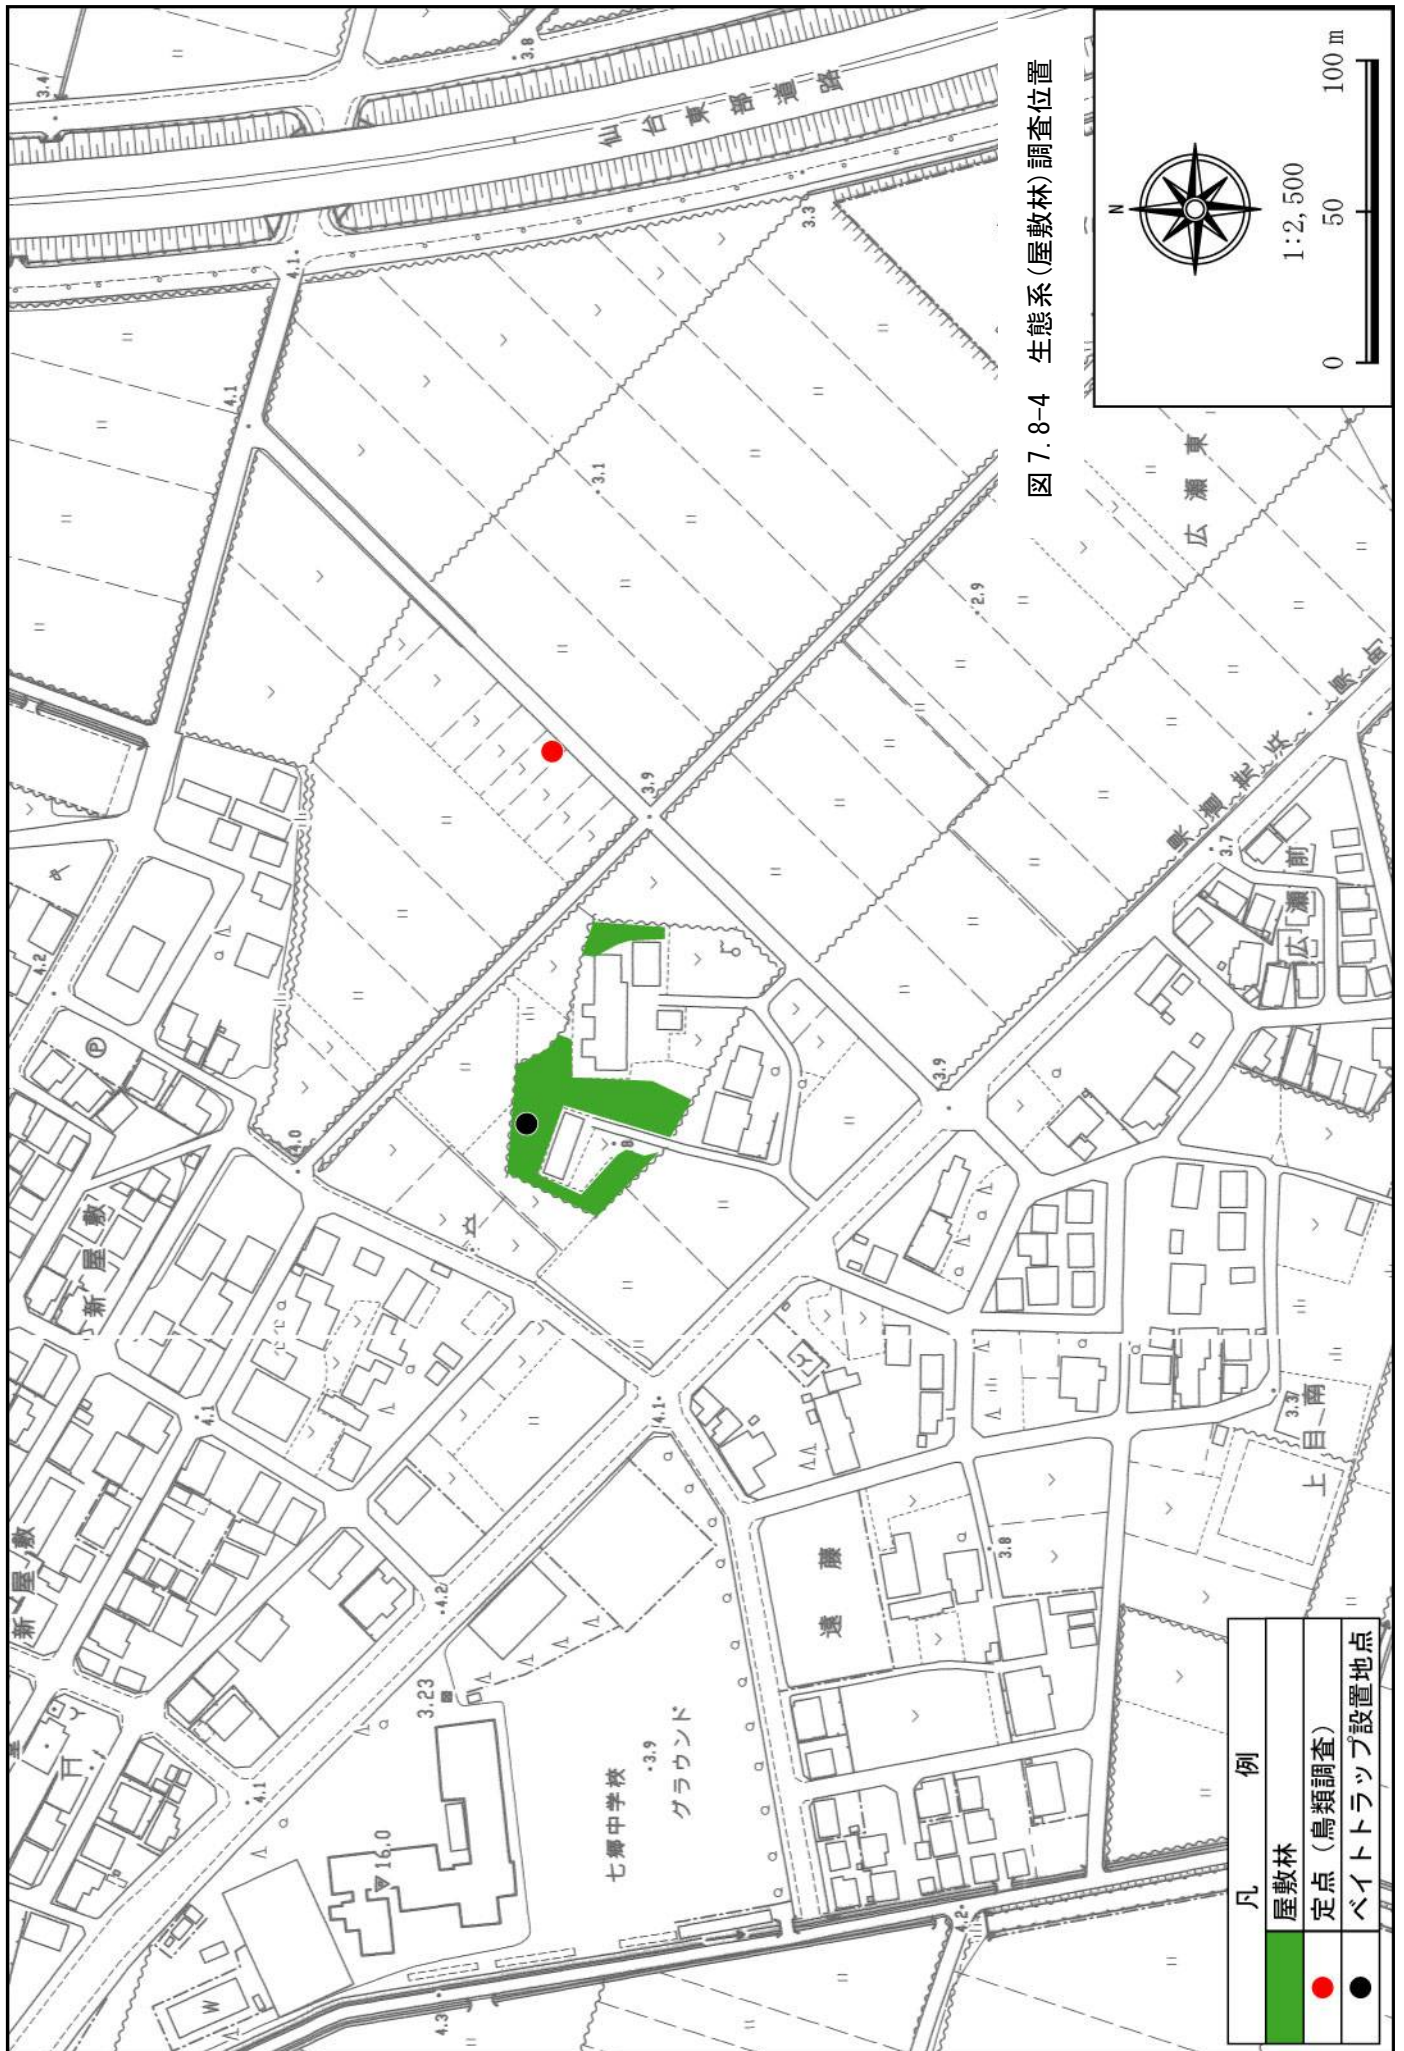 図 7.8-4　生態系（屋敷林）調査位置
N
1:2,500
0　50　100 m
凡　例
屋敷林
定点（鳥類調査）
ベイトトラップ設置地点
仙台東部道路
広瀬東
広瀬前
上目南
遠藤
新屋敷
新屋敷
七郷中学校
グラウンド
W
P
16.0
3.23
3.9
4.3
4.2
4.1
4.2
4.1
4.1
4.0
4.2
4.1
4.1
3.4
3.8
3.3
3.1
2.9
3.9
3.9
3.7
3.8
3.3